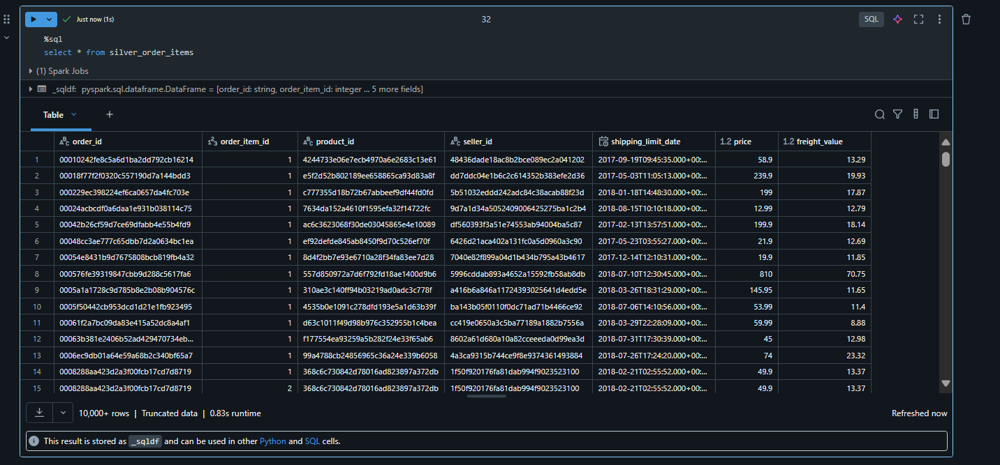 Just now (1s)
32
SQL
%sql
select * from silver_order_items
(1) Spark Jobs
_sqldf: pyspark.sql.dataframe.DataFrame = [order_id: string, order_item_id: integer ... 5 more fields]
Table +
order_id order_item_id product_id seller_id shipping_limit_date 1.2 price 1.2 freight_value
1 00010242fe8c5a6d1ba2dd792cb16214 1 4244733e06e7ecb4970a6e2683c13e61 48436dade18ac8b2bce089ec2a041202 2017-09-19T09:45:35.000+00:... 58.9 13.29
2 00018f77f2f0320c557190d7a144bdd3 1 e5f2d52b802189ee658865ca93d83a8f dd7ddc04e1b6c2c614352b383efe2d36 2017-05-03T11:05:13.000+00:... 239.9 19.93
3 000229ec398224ef6ca0657da4fc703e 1 c777355d18b72b67abbeef9df44fd0fd 5b51032eddd242adc84c38acab88f23d 2018-01-18T14:48:30.000+00:... 199 17.87
4 00024acbcdf0a6daa1e931b038114c75 1 7634da152a4610f1595efa32f14722fc 9d7a1d34a5052409006425275ba1c2b4 2018-08-15T10:10:18.000+00:... 12.99 12.79
5 00042b26cf59d7ce69dfabb4e55b4fd9 1 ac6c3623068f30de03045865e4e10089 df560393f3a51e74553ab94004ba5c87 2017-02-13T13:57:51.000+00:... 199.9 18.14
6 00048cc3ae777c65dbb7d2a0634bc1ea 1 ef92defde845ab8450f9d70c526ef70f 6426d21aca402a131fc0a5d0960a3c90 2017-05-23T03:55:27.000+00:... 21.9 12.69
7 00054e8431b9d7675808bcb819fb4a32 1 8d4f2bb7e93e6710a28f34fa83ee7d28 7040e82f899a04d1b434b795a43b4617 2017-12-14T12:10:31.000+00:... 19.9 11.85
8 000576fe39319847cbb9d288c5617fa6 1 557d850972a7d6f792fd18ae1400d9b6 5996cddab893a4652a15592fb58ab8db 2018-07-10T12:30:45.000+00:... 810 70.75
9 0005a1a1728c9d785b8e2b08b904576c 1 310ae3c140ff94b03219ad0adc3c778f a416b6a846a11724393025641d4edd5e 2018-03-26T18:31:29.000+00:... 145.95 11.65
10 0005f50442cb953dcd1d21e1fb923495 1 4535b0e1091c278dfd193e5a1d63b39f ba143b05f0110f0dc71ad71b4466ce92 2018-07-06T14:10:56.000+00:... 53.99 11.4
11 00061f2a7bc09da83e415a52dc8a4af1 1 d63c1011f49d98b976c352955b1c4bea cc419e0650a3c5ba77189a1882b7556a 2018-03-29T22:28:09.000+00:... 59.99 8.88
12 00063b381e2406b52ad429470734eb... 1 f177554ea93259a5b282f24e33f65ab6 8602a61d680a10a82cceeeda0d99ea3d 2018-07-31T17:30:39.000+00:... 45 12.98
13 0006ec9db01a64e59a68b2c340bf65a7 1 99a4788cb24856965c36a24e339b6058 4a3ca9315b744ce9f8e9374361493884 2018-07-26T17:24:20.000+00:... 74 23.32
14 0008288aa423d2a3f00fcb17cd7d8719 1 368c6c730842d78016ad823897a372db 1f50f920176fa81dab994f9023523100 2018-02-21T02:55:52.000+00:... 49.9 13.37
15 0008288aa423d2a3f00fcb17cd7d8719 2 368c6c730842d78016ad823897a372db 1f50f920176fa81dab994f9023523100 2018-02-21T02:55:52.000+00:... 49.9 13.37
10,000+ rows | Truncated data | 0.83s runtime
Refreshed now
This result is stored as _sqldf and can be used in other Python and SQL cells.